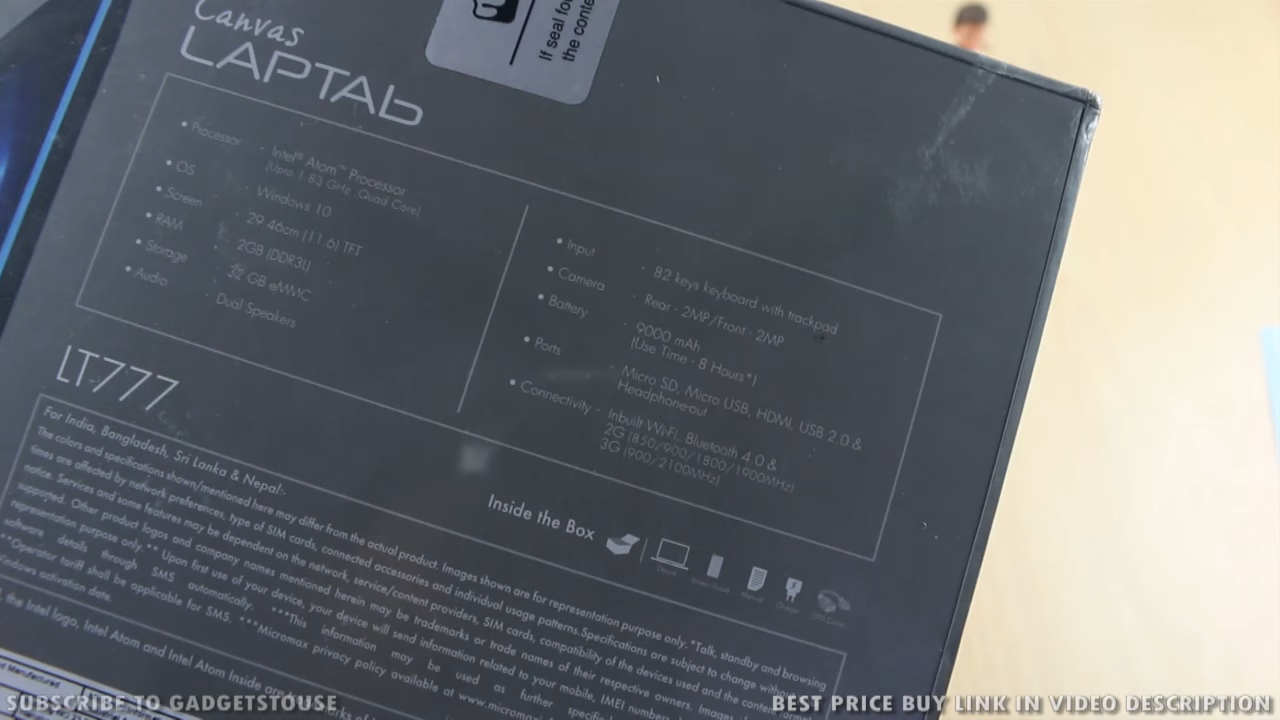 If seal fo
the conte
Canvas
LAPTAb
• Processor · Intel® Atom™ Processor
(Upto 1.83 GHz, Quad Core)
• OS · Windows 10
• Screen · 29.46cm (11.6) TFT
• RAM · 2GB (DDR3L)
• Storage · 32 GB eMMC
• Audio · Dual Speakers
• Input · 82 keys keyboard with trackpad
• Camera · Rear - 2MP/Front - 2MP
• Battery · 9000 mAh
(Use Time - 8 Hours*)
• Ports · Micro SD, Micro USB, HDMI, USB 2.0 &
Headphone-out
• Connectivity · Inbuilt Wi-Fi, Bluetooth 4.0 &
2G (850/900/1800/1900MHz)
3G (900/2100MHz)
LT777
Inside the Box
For India, Bangladesh, Sri Lanka & Nepal:-
The colors and specifications shown/mentioned here may differ from the actual product. Images shown are for representation purpose only. *Talk, standby and browsing
times are affected by network preferences, type of SIM cards, connected accessories and individual usage patterns.Specifications are subject to change without
notice. Services and some features may be dependent on the network, service/content providers, SIM cards, compatibility of the devices used and the content format
supported. Other product logos and company names mentioned herein may be trademarks or trade names of their respective owners. Images
representation purpose only. ** Upon first use of your device, your device will send information related to your mobile, IMEI number
software details through SMS automatically. ***This information may be used as further specific
**Operator tariff shall be applicable for SMS. ***Micromax privacy policy available at www.microma
indows activation date.
the Intel logo, Intel Atom and Intel Atom Inside are
rks of
Manufactured
SUBSCRIBE TO GADGETSTOUSE
BEST PRICE BUY LINK IN VIDEO DESCRIPTION